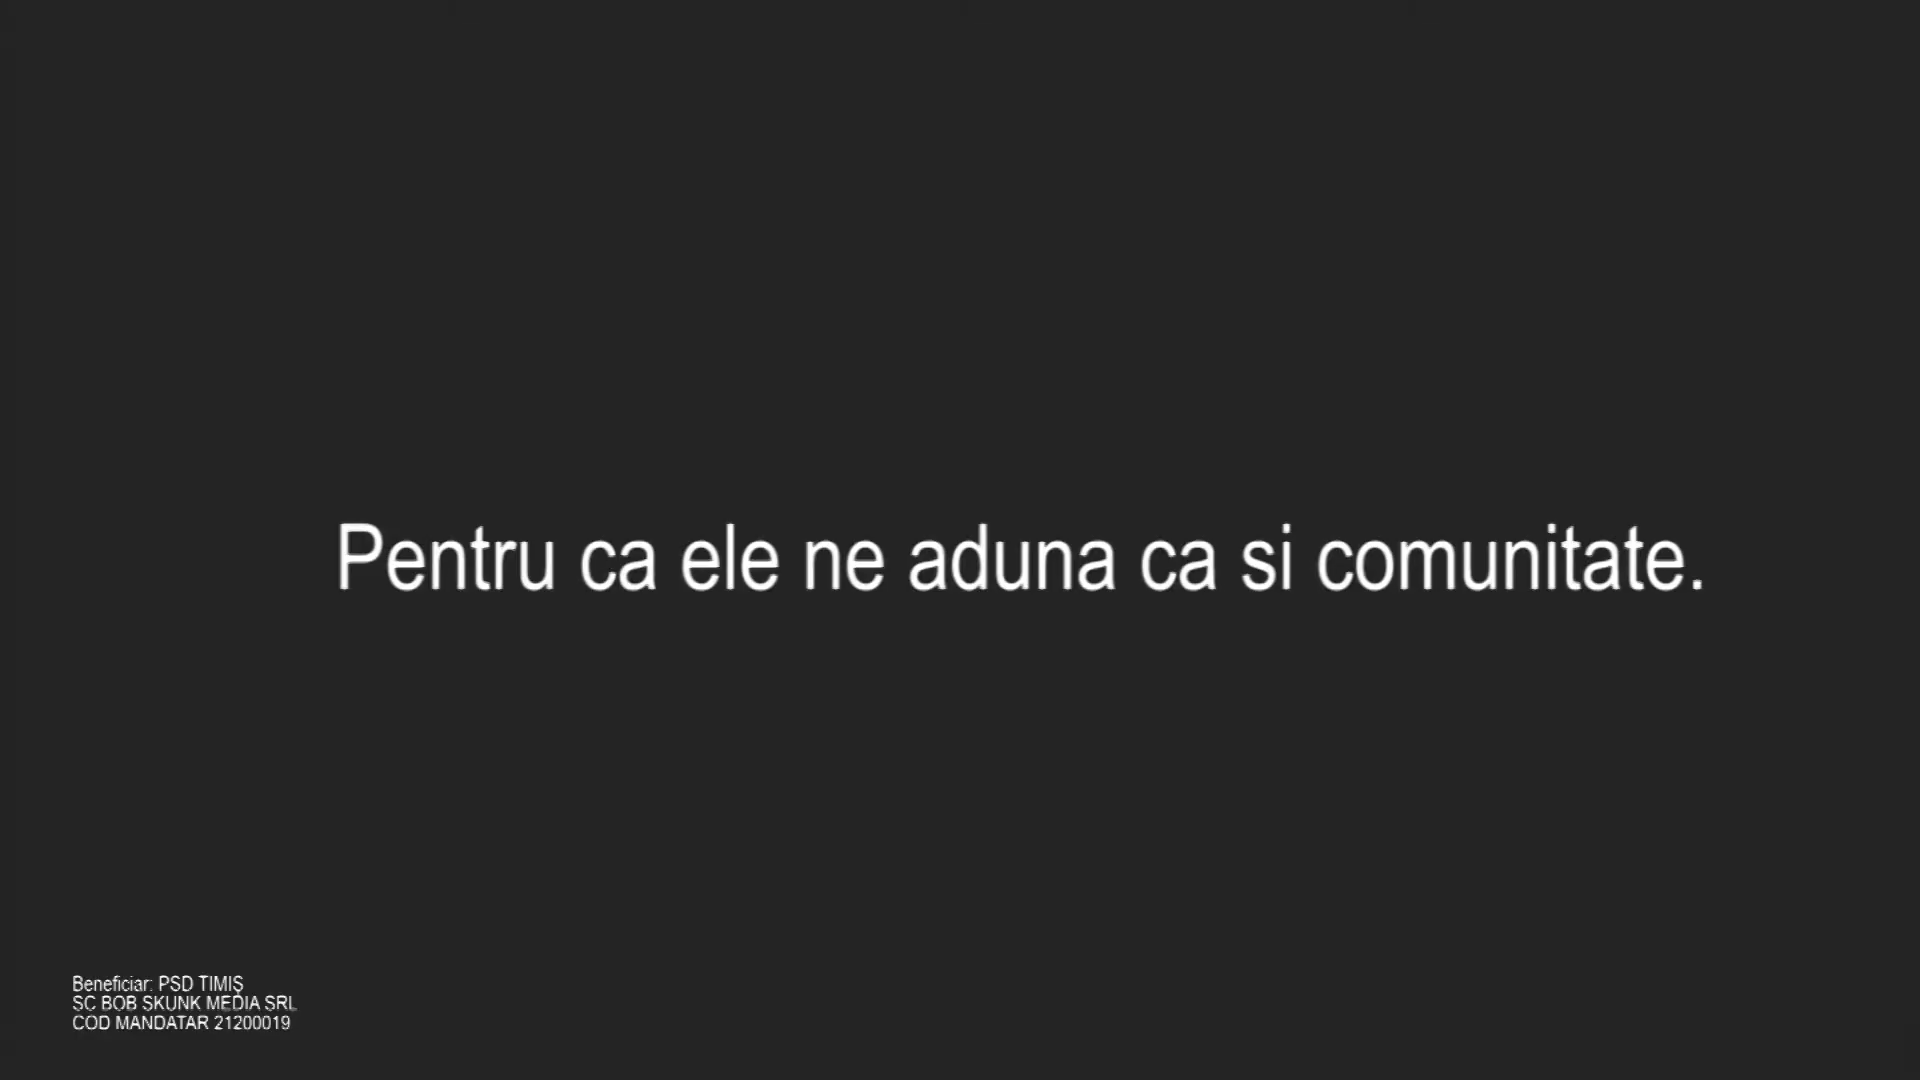 Pentru ca ele ne aduna ca si comunitate.
Beneficiar: PSD TIMIȘ
SC BOB SKUNK MEDIA SRL
COD MANDATAR 21200019